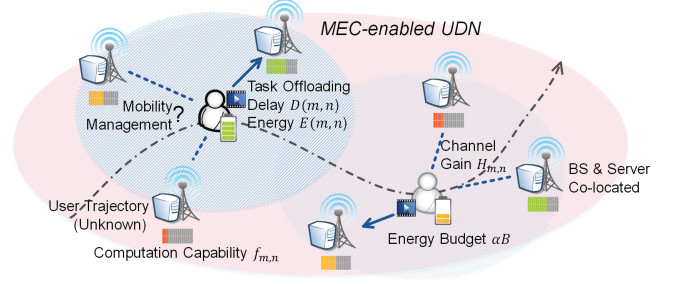 MEC-enabled UDN
Task Offloading
Delay D(m,n)
Energy E(m,n)
Mobility
Management
?
Channel
Gain H_{m,n}
BS & Server
Co-located
User Trajectory
(Unknown)
Computation Capability f_{m,n}
Energy Budget αB